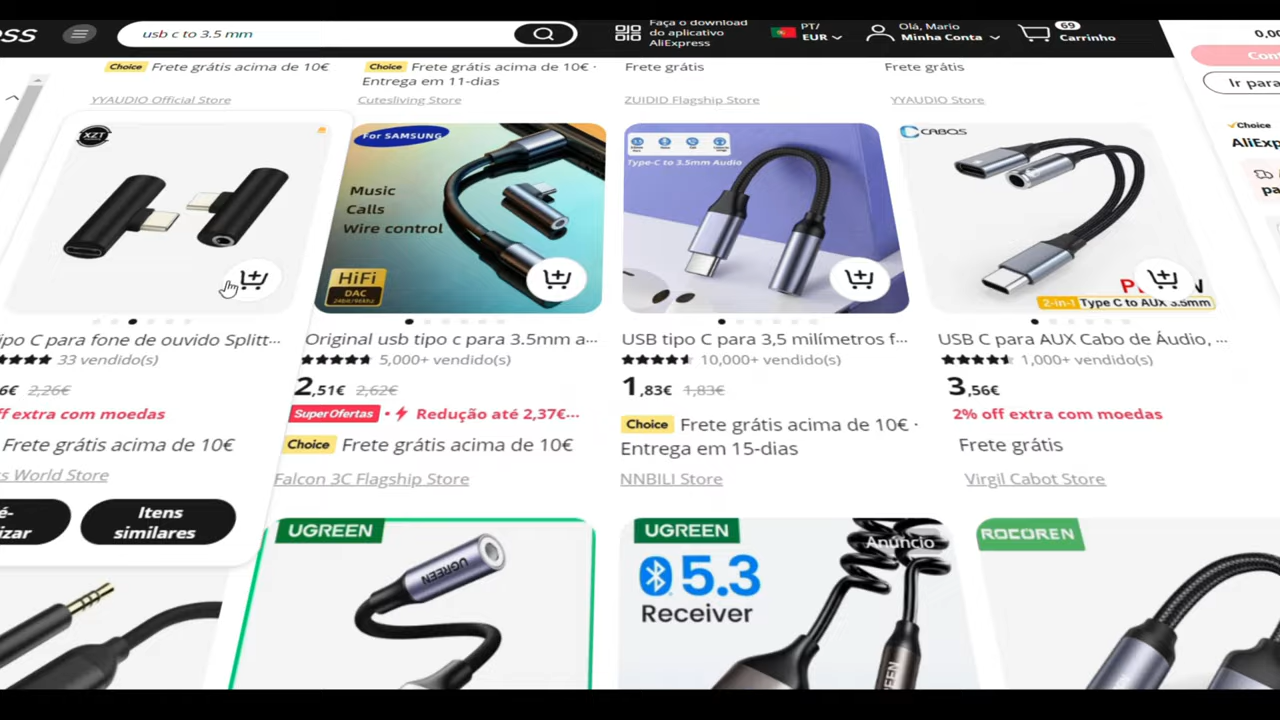 ss
usb c to 3.5 mm
Faça o download
do aplicativo
AliExpress
PT/
EUR
Olá, Mario
Minha Conta
69
Carrinho
0,00
Ir para
Choice Frete grátis acima de 10€
Choice Frete grátis acima de 10€ ·
Entrega em 11-dias
Frete grátis
Frete grátis
YYAUDIO Official Store
Cutesliving Store
ZUIDID Flagship Store
YYAUDIO Store
Choice
AliExp
pa
XZT
For SAMSUNG
Music
Calls
Wire control
HiFi
DAC
Type-C to 3.5mm Audio
CABOS
2-in-1 Type C to AUX 3.5mm
ipo C para fone de ouvido Splitt...
33 vendido(s)
6€ 2,26€
ff extra com moedas
Frete grátis acima de 10€
s World Store
é-
izar
Itens
similares
Original usb tipo c para 3.5mm a...
5,000+ vendido(s)
2,51€ 2,62€
SuperOfertas · Redução até 2,37€...
Choice Frete grátis acima de 10€
Falcon 3C Flagship Store
USB tipo C para 3,5 milímetros f...
10,000+ vendido(s)
1,83€ 1,83€
Choice Frete grátis acima de 10€ ·
Entrega em 15-dias
NNBILI Store
USB C para AUX Cabo de Áudio, ...
1,000+ vendido(s)
3,56€
2% off extra com moedas
Frete grátis
Virgil Cabot Store
UGREEN
UGREEN
UGREEN
5.3
Receiver
Anúncio
UGREEN
ROCOREN